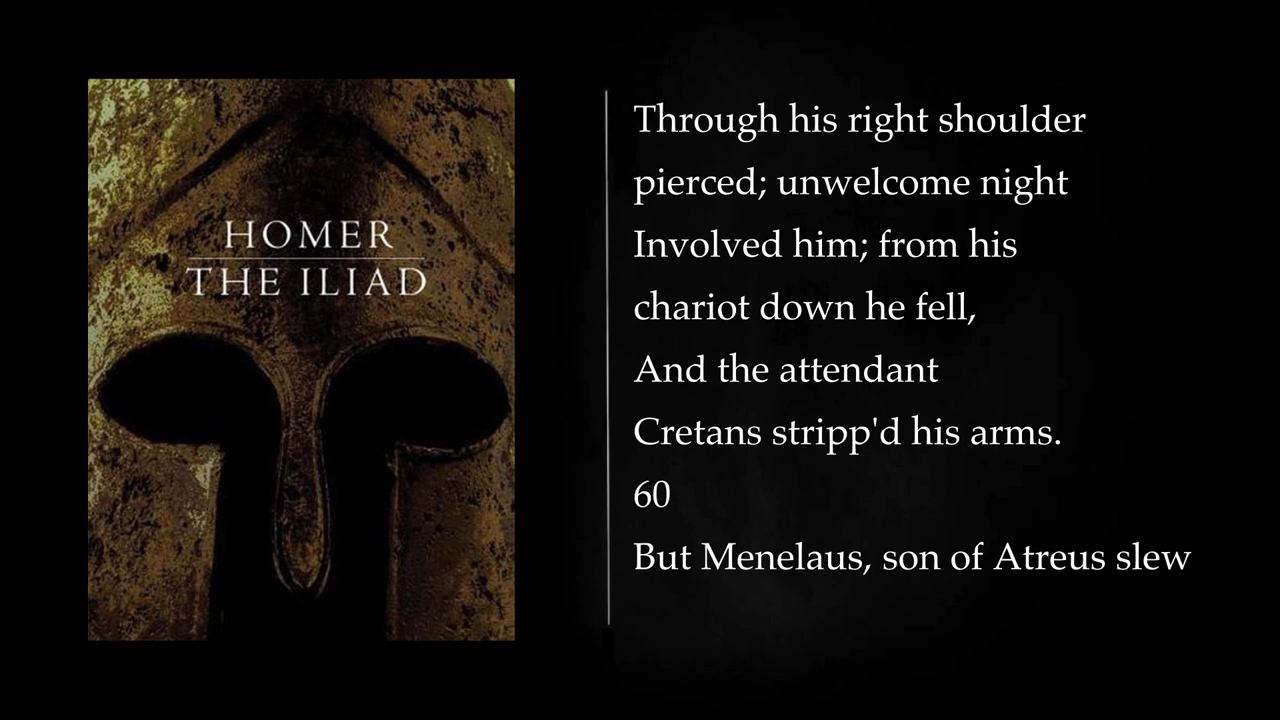 HOMER
THE ILIAD
Through his right shoulder
pierced; unwelcome night
Involved him; from his
chariot down he fell,
And the attendant
Cretans stripp'd his arms.
60
But Menelaus, son of Atreus slew